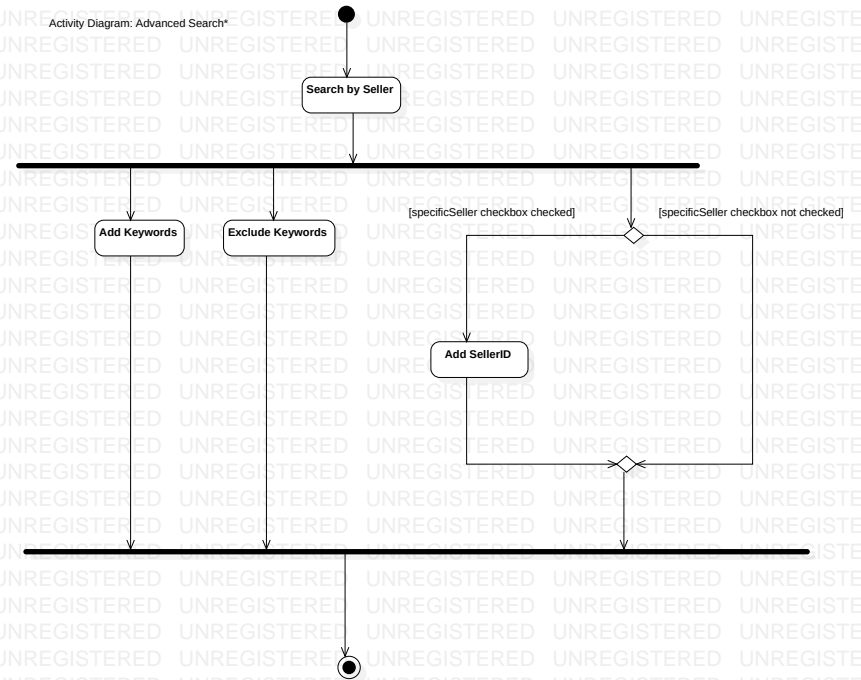 Activity Diagram: Advanced Search*
Search by Seller
[specificSeller checkbox checked]
[specificSeller checkbox not checked]
Add Keywords
Exclude Keywords
Add SellerID
UNREGISTERED